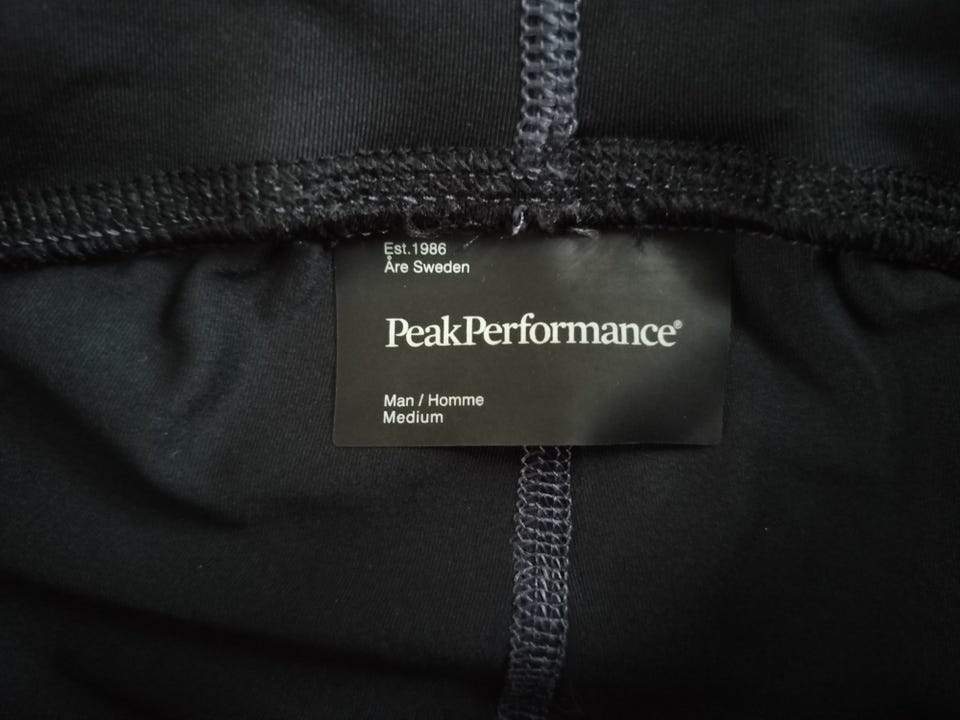 Est.1986
Åre Sweden
PeakPerformance®
Man / Homme
Medium